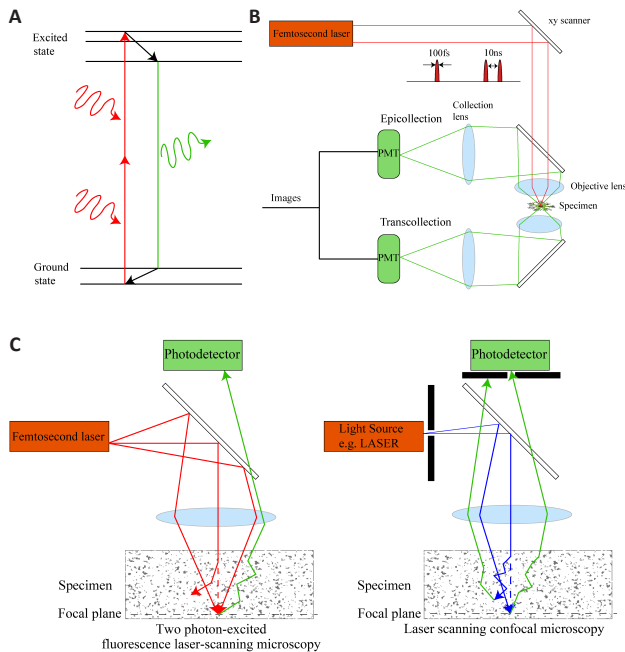 A
Excited
state
Ground
state
B
Femtosecond laser
xy scanner
100fs
10ns
Epicollection
Collection
lens
PMT
Objective lens
Images
Specimen
Transcollection
PMT
C
Photodetector
Femtosecond laser
Specimen
Focal plane
Two photon-excited
fluorescence laser-scanning microscopy
Photodetector
Light Source
e.g. LASER
Specimen
Focal plane
Laser scanning confocal microscopy